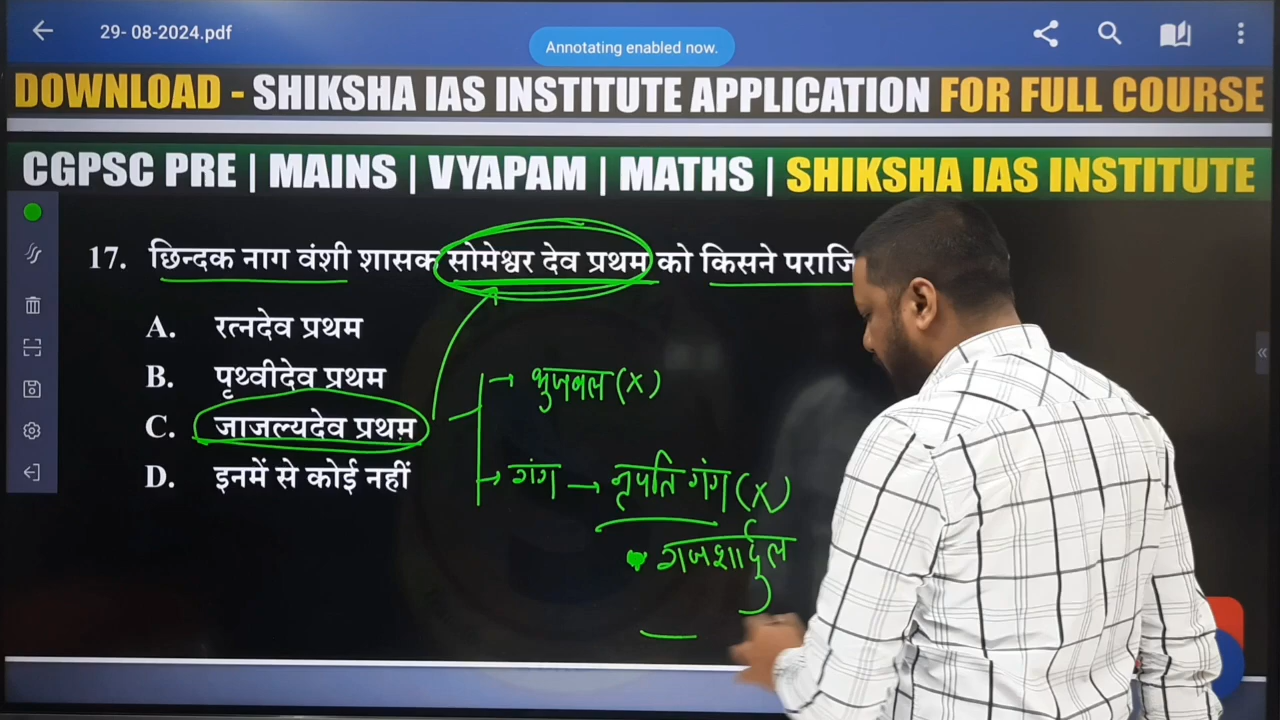 29- 08-2024.pdf
Annotating enabled now.
DOWNLOAD - SHIKSHA IAS INSTITUTE APPLICATION FOR FULL COURSE
CGPSC PRE | MAINS | VYAPAM | MATHS | SHIKSHA IAS INSTITUTE
17. छिन्दक नाग वंशी शासक सोमेश्वर देव प्रथम को किसने
A. रत्नदेव प्रथम
B. पृथ्वीदेव प्रथम
→ भुजबल (x)
C. जाजल्यदेव प्रथम
D. इनमें से कोई नहीं
→ गंग → नृपति गंग (x)
• गजशार्दुल